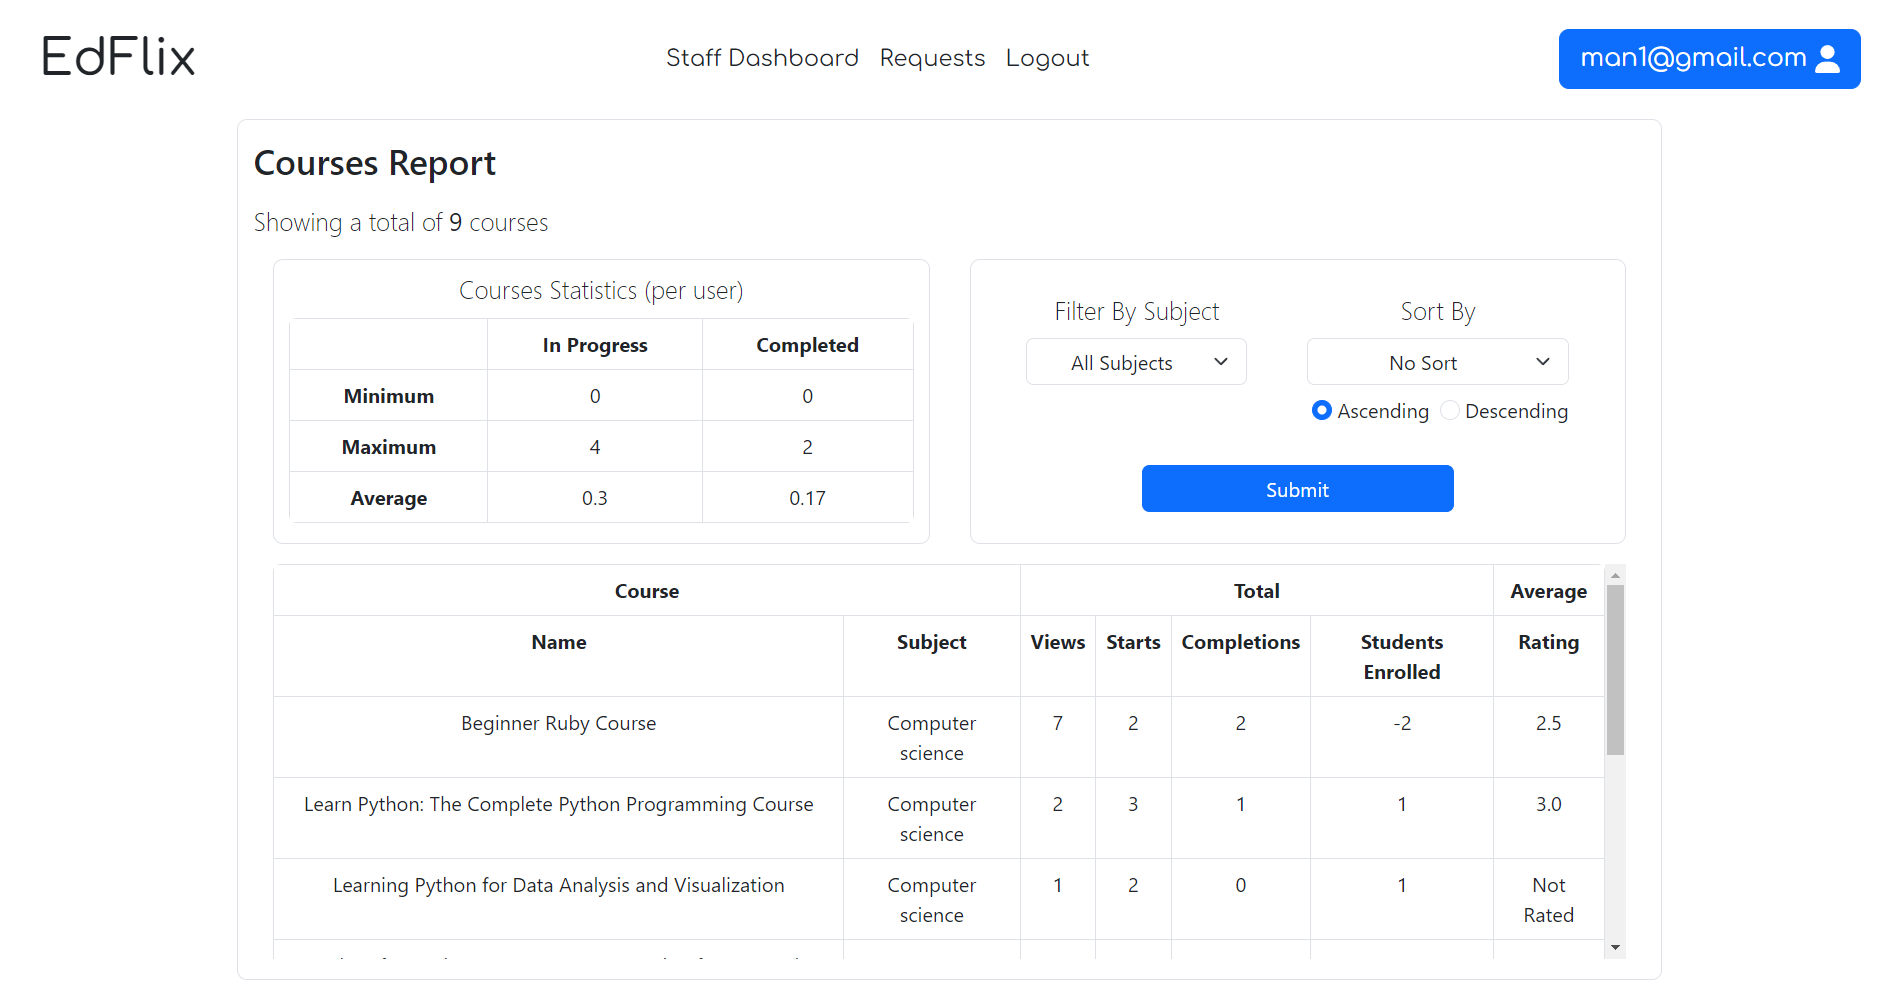 EdFlix
Staff Dashboard Requests Logout
man1@gmail.com
Courses Report
Showing a total of 9 courses
Courses Statistics (per user)
In Progress Completed
Minimum 0 0
Maximum 4 2
Average 0.3 0.17
Filter By Subject
All Subjects
Sort By
No Sort
Ascending Descending
Submit
Course Total Average
Name Subject Views Starts Completions Students Enrolled Rating
Beginner Ruby Course Computer science 7 2 2 -2 2.5
Learn Python: The Complete Python Programming Course Computer science 2 3 1 1 3.0
Learning Python for Data Analysis and Visualization Computer science 1 2 0 1 Not Rated